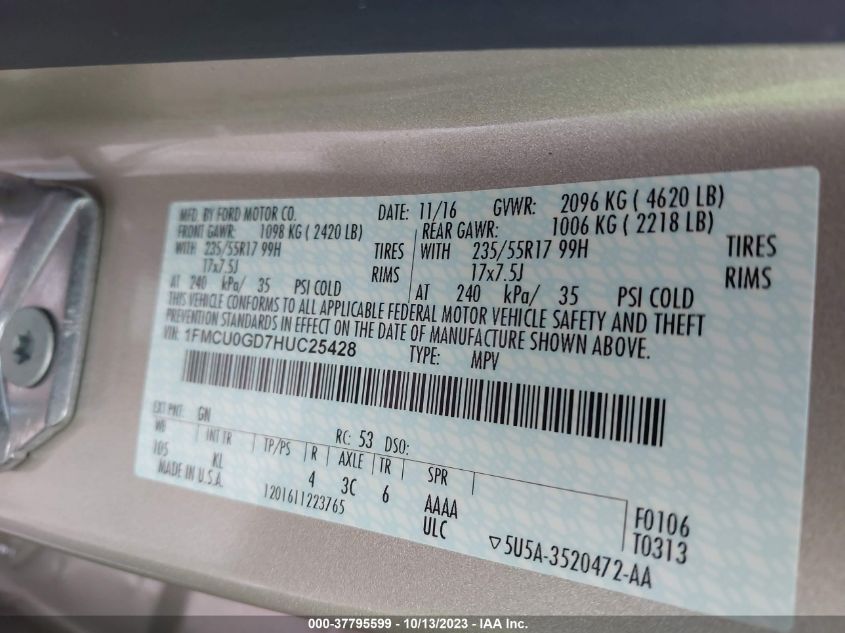 MFD. BY FORD MOTOR CO. DATE: 11/16 GVWR: 2096 KG ( 4620 LB)
FRONT GAWR: 1098 KG ( 2420 LB) REAR GAWR: 1006 KG ( 2218 LB)
WITH 235/55R17 99H TIRES WITH 235/55R17 99H TIRES
17x7.5J RIMS 17x7.5J RIMS
AT 240 kPa/ 35 PSI COLD AT 240 kPa/ 35 PSI COLD
THIS VEHICLE CONFORMS TO ALL APPLICABLE FEDERAL MOTOR VEHICLE SAFETY AND THEFT
PREVENTION STANDARDS IN EFFECT ON THE DATE OF MANUFACTURE SHOWN ABOVE.
VIN: 1FMCU0GD7HUC25428 TYPE: MPV
EXT PNT: GN RC: 53 DSO:
WB INT TR TP/PS R AXLE TR SPR
105 KL 4 3C 6 AAAA F0106
MADE IN U.S.A. 1201611223765 ULC T0313
▽5U5A-3520472-AA
000-37795599 - 10/13/2023 - IAA Inc.